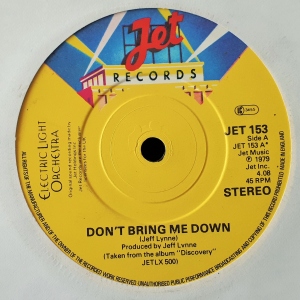 Jet
RECORDS
ELECTRIC LIGHT
ORCHESTRA
JET 153
Side A
JET 153 A
Jet Music
℗ 1979
Jet Inc.
4.08
45 RPM
STEREO
DON'T BRING ME DOWN
(Jeff Lynne)
Produced by Jeff Lynne
(Taken from the album "Discovery"
JETLX 500)
ALL RIGHTS OF THE MANUFACTURER AND OF THE OWNER OF THE RECORDED WORK RESERVED. UNAUTHORISED PUBLIC PERFORMANCE, BROADCASTING AND COPYING OF THIS RECORD PROHIBITED. MADE IN ENGLAND